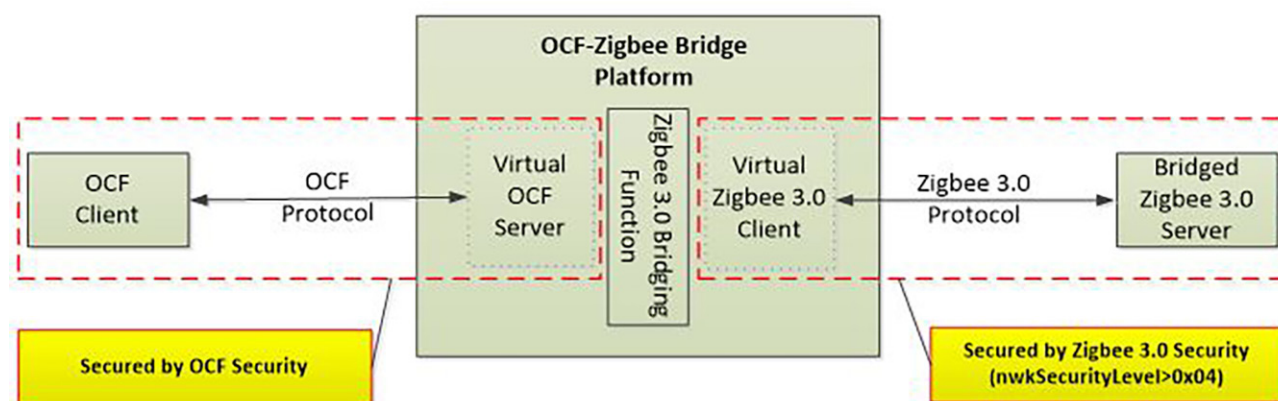 OCF-Zigbee Bridge
Platform
OCF
Client
OCF
Protocol
Virtual
OCF
Server
Zigbee 3.0 Bridging
Function
Virtual
Zigbee 3.0
Client
Zigbee 3.0
Protocol
Bridged
Zigbee 3.0
Server
Secured by OCF Security
Secured by Zigbee 3.0 Security
(nwkSecurityLevel>0x04)